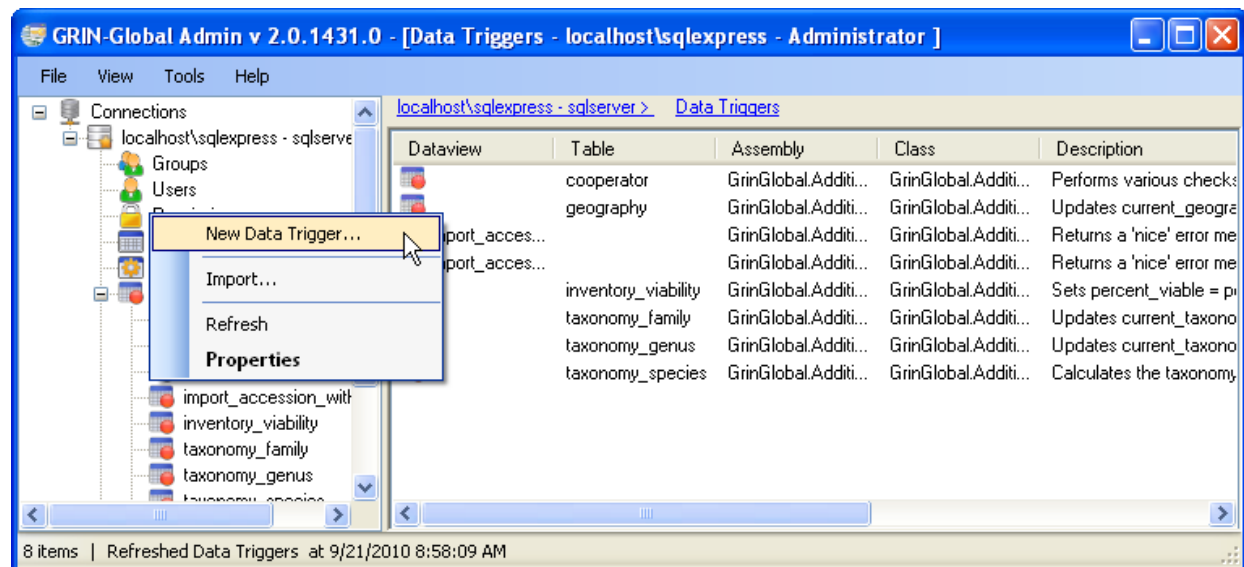 GRIN-Global Admin v 2.0.1431.0 - [Data Triggers - localhost\sqlexpress - Administrator ]
File View Tools Help
Connections
localhost\sqlexpress - sqlserve
Groups
Users
New Data Trigger...
Import...
Refresh
Properties
import_accession_with
inventory_viability
taxonomy_family
taxonomy_genus
taxonomy_species
localhost\sqlexpress - sqlserver > Data Triggers
Dataview Table Assembly Class Description
cooperator GrinGlobal.Additi... GrinGlobal.Additi... Performs various checks
geography GrinGlobal.Additi... GrinGlobal.Additi... Updates current_geogra
port_acces... GrinGlobal.Additi... GrinGlobal.Additi... Returns a 'nice' error me
port_acces... GrinGlobal.Additi... GrinGlobal.Additi... Returns a 'nice' error me
inventory_viability GrinGlobal.Additi... GrinGlobal.Additi... Sets percent_viable = p
taxonomy_family GrinGlobal.Additi... GrinGlobal.Additi... Updates current_taxono
taxonomy_genus GrinGlobal.Additi... GrinGlobal.Additi... Updates current_taxono
taxonomy_species GrinGlobal.Additi... GrinGlobal.Additi... Calculates the taxonomy
8 items | Refreshed Data Triggers at 9/21/2010 8:58:09 AM